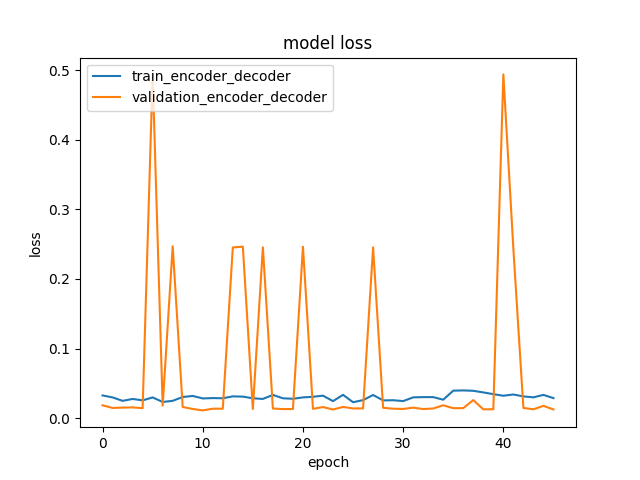 model loss
train_encoder_decoder
validation_encoder_decoder
0.5
0.4
0.3
0.2
0.1
0.0
loss
0
10
20
30
40
epoch